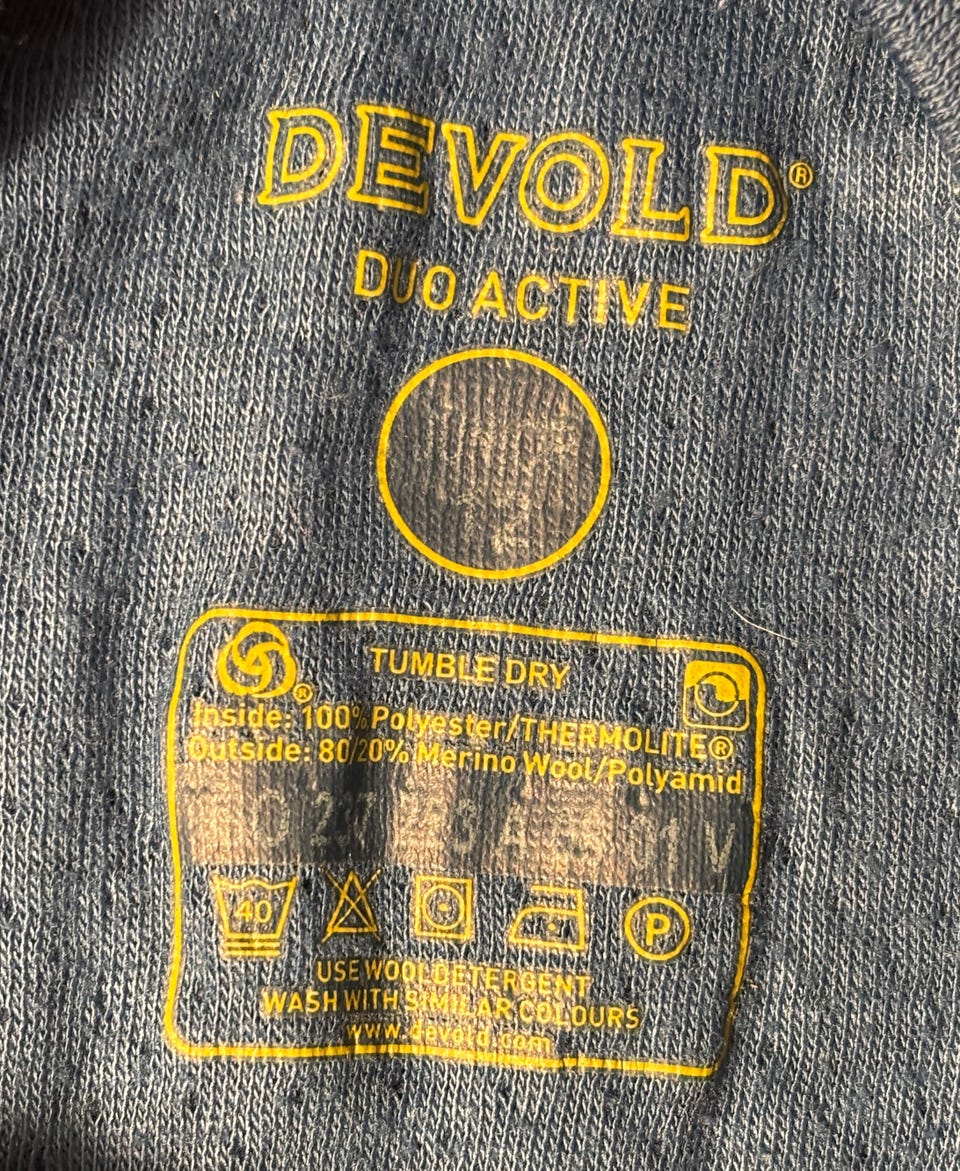 DEVOLD®
DUO ACTIVE
TUMBLE DRY
®
Inside: 100% Polyester/THERMOLITE®
Outside: 80/20% Merino Wool/Polyamid
40
P
USE WOOLDETERGENT
WASH WITH SIMILAR COLOURS
www.devold.com